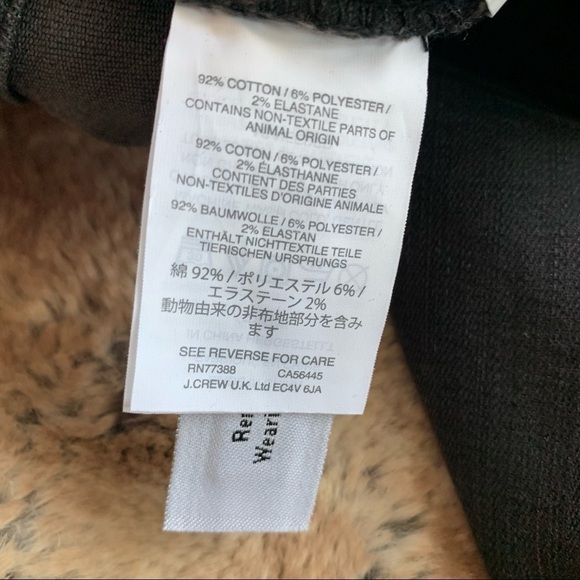 92% COTTON / 6% POLYESTER /
2% ELASTANE
CONTAINS NON-TEXTILE PARTS OF
ANIMAL ORIGIN
92% COTON / 6% POLYESTER /
2% ÉLASTHANNE
CONTIENT DES PARTIES
NON-TEXTILES D'ORIGINE ANIMALE
92% BAUMWOLLE / 6% POLYESTER /
2% ELASTAN
ENTHÄLT NICHTTEXTILE TEILE
TIERISCHEN URSPRUNGS
綿 92% / ポリエステル 6% /
エラステーン 2%
動物由来の非布地部分を含み
ます
SEE REVERSE FOR CARE
RN77388 CA56445
J.CREW U.K. Ltd EC4V 6JA